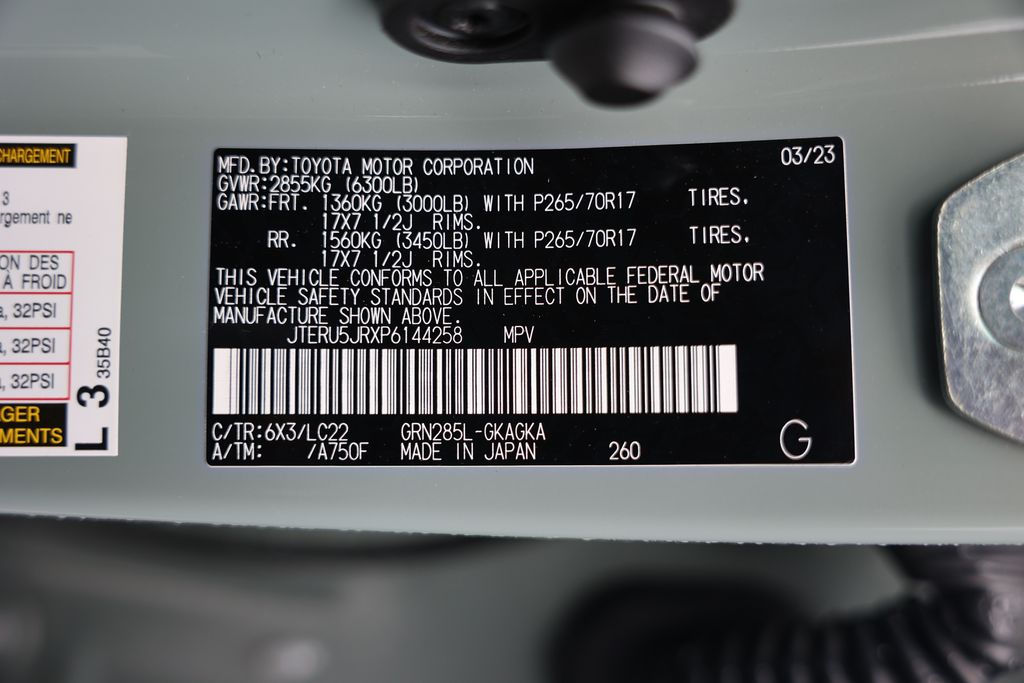 CHARGEMENT
3
rgement ne
ON DES
À FROID
, 32PSI
, 32PSI
, 32PSI
AGER
MENTS
L 3 35B40
MFD.BY:TOYOTA MOTOR CORPORATION 03/23
GVWR:2855KG (6300LB)
GAWR:FRT. 1360KG (3000LB) WITH P265/70R17 TIRES.
17X7 1/2J RIMS.
RR. 1560KG (3450LB) WITH P265/70R17 TIRES.
17X7 1/2J RIMS.
THIS VEHICLE CONFORMS TO ALL APPLICABLE FEDERAL MOTOR
VEHICLE SAFETY STANDARDS IN EFFECT ON THE DATE OF
MANUFACTURE SHOWN ABOVE.
JTERU5JRXP6144258 MPV
C/TR:6X3/LC22 GRN285L-GKAGKA
A/TM: /A750F MADE IN JAPAN 260
G